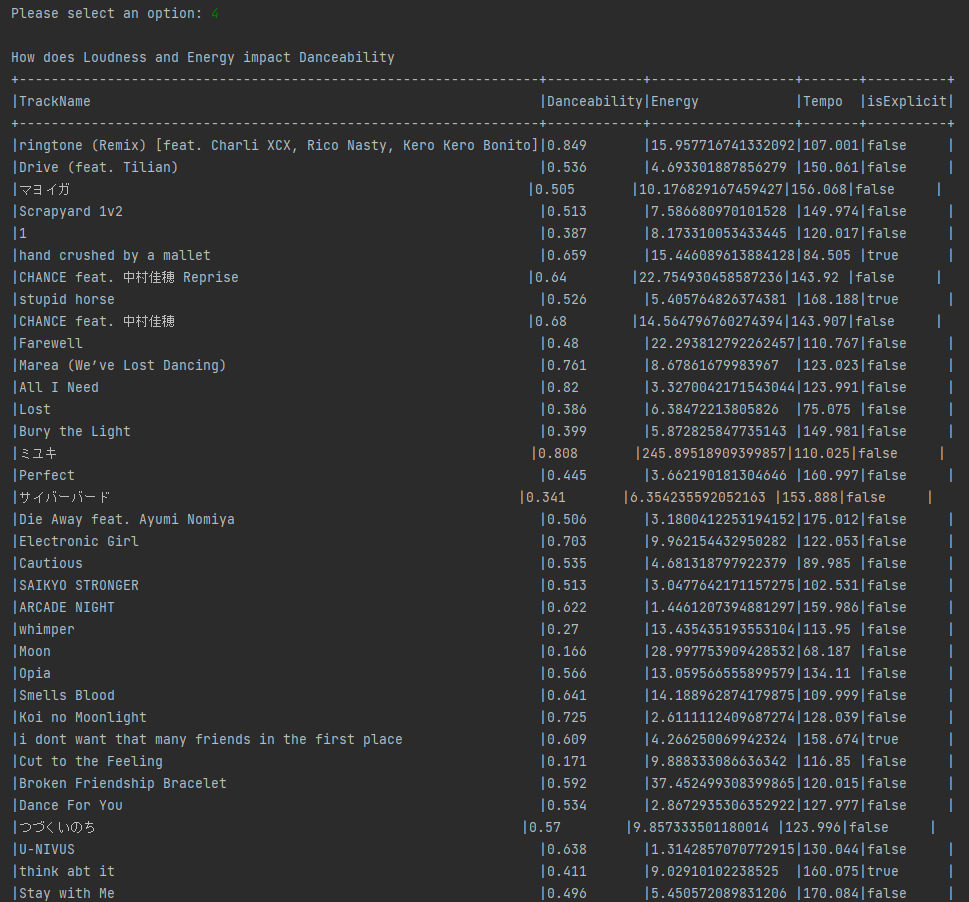 Please select an option: 4
How does Loudness and Energy impact Danceability
+-----------------------------------------------------------------+------------+------------------+-------+----------+
|TrackName                                                        |Danceability|Energy            |Tempo  |isExplicit|
+-----------------------------------------------------------------+------------+------------------+-------+----------+
|ringtone (Remix) [feat. Charli XCX, Rico Nasty, Kero Kero Bonito]|0.849       |15.957716741332092|107.001|false     |
|Drive (feat. Tilian)                                             |0.536       |4.693301887856279 |150.061|false     |
|マヨイガ                                                         |0.505       |10.176829167459427|156.068|false     |
|Scrapyard 1v2                                                    |0.513       |7.586680970101528 |149.974|false     |
|1                                                                |0.387       |8.173310053433445 |120.017|false     |
|hand crushed by a mallet                                         |0.659       |15.446089613884128|84.505 |true      |
|CHANCE feat. 中村佳穂 Reprise                                    |0.64        |22.754930458587236|143.92 |false     |
|stupid horse                                                     |0.526       |5.405764826374381 |168.188|true      |
|CHANCE feat. 中村佳穂                                            |0.68        |14.564796760274394|143.907|false     |
|Farewell                                                         |0.48        |22.293812792262457|110.767|false     |
|Marea (We’ve Lost Dancing)                                       |0.761       |8.67861679983967  |123.023|false     |
|All I Need                                                       |0.82        |3.3270042171543044|123.991|false     |
|Lost                                                             |0.386       |6.38472213805826  |75.075 |false     |
|Bury the Light                                                   |0.399       |5.872825847735143 |149.981|false     |
|ミユキ                                                           |0.808       |245.89518909399857|110.025|false     |
|Perfect                                                          |0.445       |3.662190181304646 |160.997|false     |
|サイバーバード                                                   |0.341       |6.354235592052163 |153.888|false     |
|Die Away feat. Ayumi Nomiya                                      |0.506       |3.1800412253194152|175.012|false     |
|Electronic Girl                                                  |0.703       |9.962154432950282 |122.053|false     |
|Cautious                                                         |0.535       |4.681318797922379 |89.985 |false     |
|SAIKYO STRONGER                                                  |0.513       |3.0477642171157275|102.531|false     |
|ARCADE NIGHT                                                     |0.622       |1.4461207394881297|159.986|false     |
|whimper                                                          |0.27        |13.435435193553104|113.95 |false     |
|Moon                                                             |0.166       |28.997753909428532|68.187 |false     |
|Opia                                                             |0.566       |13.059566555899579|134.11 |false     |
|Smells Blood                                                     |0.641       |14.188962874179875|109.999|false     |
|Koi no Moonlight                                                 |0.725       |2.6111112409687274|128.039|false     |
|i dont want that many friends in the first place                 |0.609       |4.266250069942324 |158.674|true      |
|Cut to the Feeling                                               |0.171       |9.888333086636342 |116.85 |false     |
|Broken Friendship Bracelet                                       |0.592       |37.452499308399865|120.015|false     |
|Dance For You                                                    |0.534       |2.8672935306352922|127.977|false     |
|つづくいのち                                                     |0.57        |9.857333501180014 |123.996|false     |
|U-NIVUS                                                          |0.638       |1.3142857070772915|130.044|false     |
|think abt it                                                     |0.411       |9.02910102238525  |160.075|true      |
|Stay with Me                                                     |0.496       |5.450572089831206 |170.084|false     |